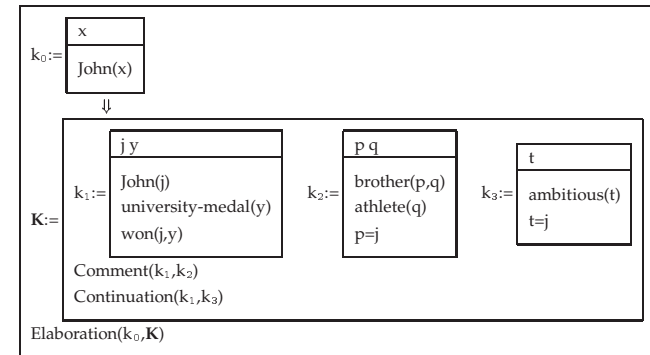 x
k₀:=
John(x)
⇓
j y
p q
t
k₁:=
John(j)
university-medal(y)
won(j,y)
k₂:=
brother(p,q)
athlete(q)
p=j
k₃:=
ambitious(t)
t=j
K:=
Comment(k₁,k₂)
Continuation(k₁,k₃)
Elaboration(k₀,K)